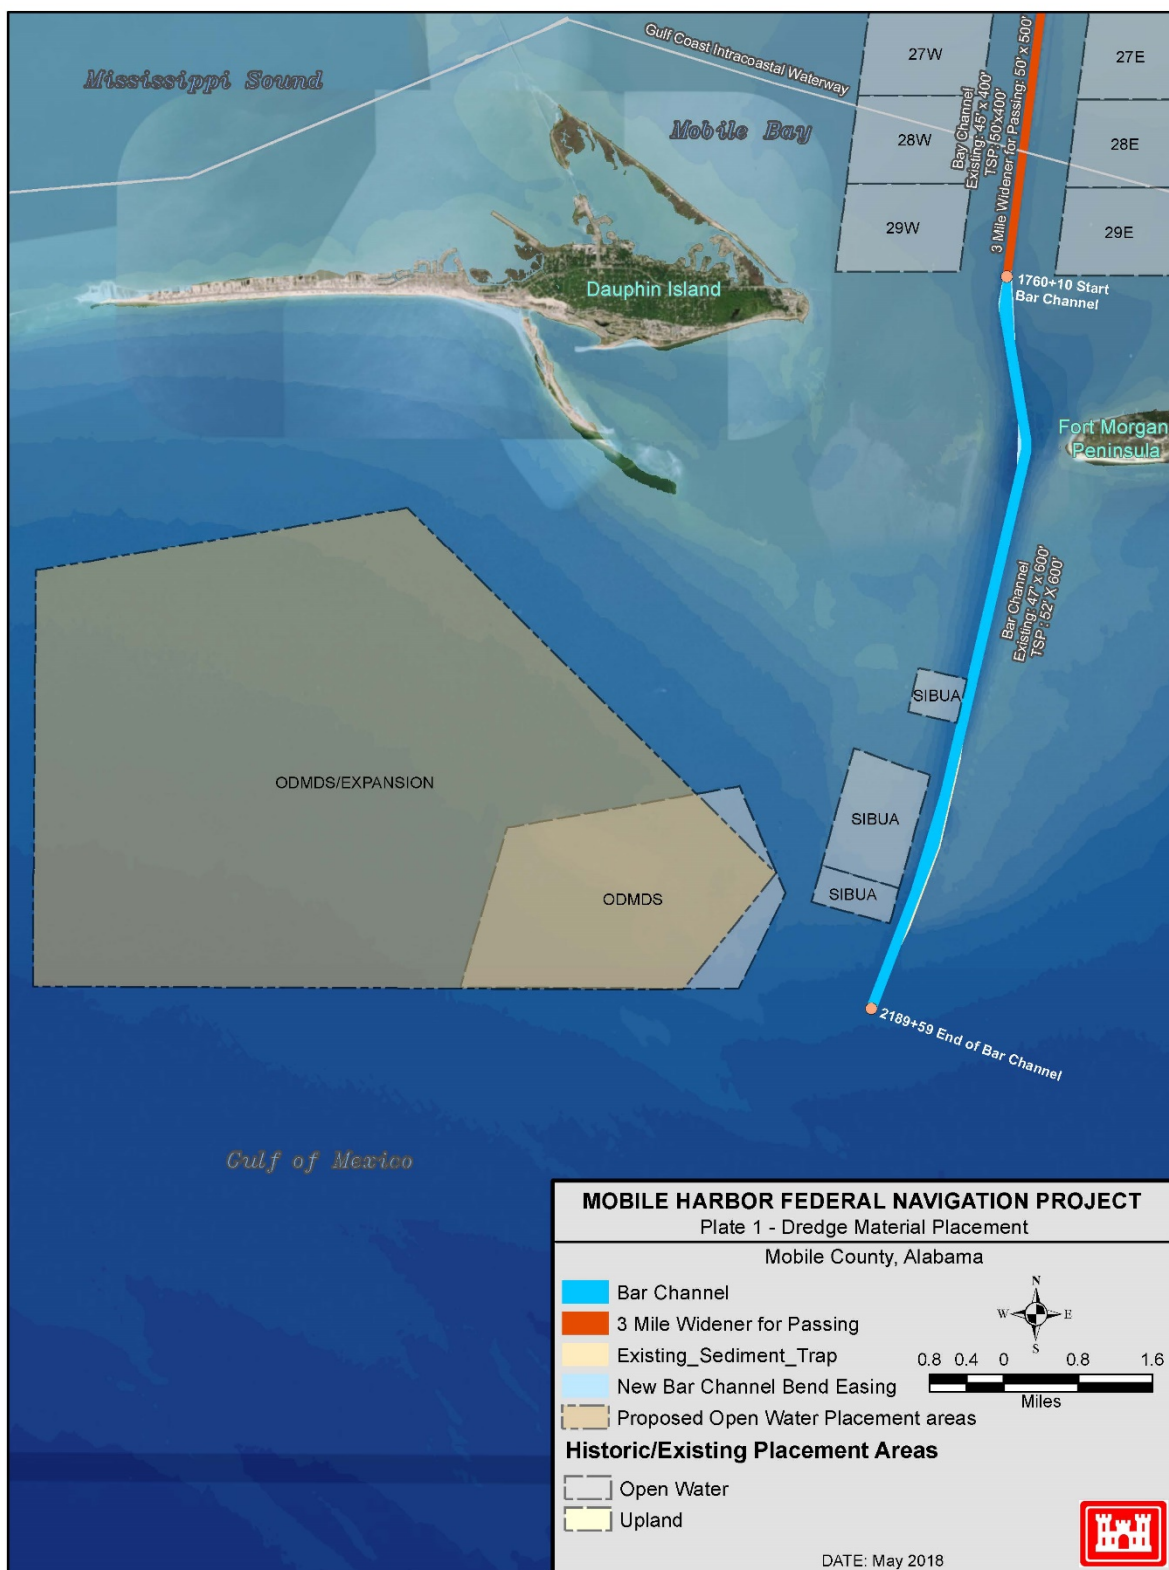 Mississippi Sound
Gulf Coast Intracoastal Waterway
Mobile Bay
27W
28W
29W
Bay Channel
Existing: 45' x 400'
TSP: 50'x400'
3 Mile Widener for Passing: 50' x 500'
27E
28E
29E
Dauphin Island
1760+10 Start
Bar Channel
Fort Morgan
Peninsula
Bar Channel
Existing: 47' x 600'
TSP : 52' X 600'
SIBUA
ODMDS/EXPANSION
SIBUA
SIBUA
ODMDS
2189+59 End of Bar Channel
Gulf of Mexico
MOBILE HARBOR FEDERAL NAVIGATION PROJECT
Plate 1 - Dredge Material Placement
Mobile County, Alabama
Bar Channel
3 Mile Widener for Passing
Existing_Sediment_Trap
New Bar Channel Bend Easing
Proposed Open Water Placement areas
N
W E
S
0.8 0.4 0 0.8 1.6
Miles
Historic/Existing Placement Areas
Open Water
Upland
DATE: May 2018